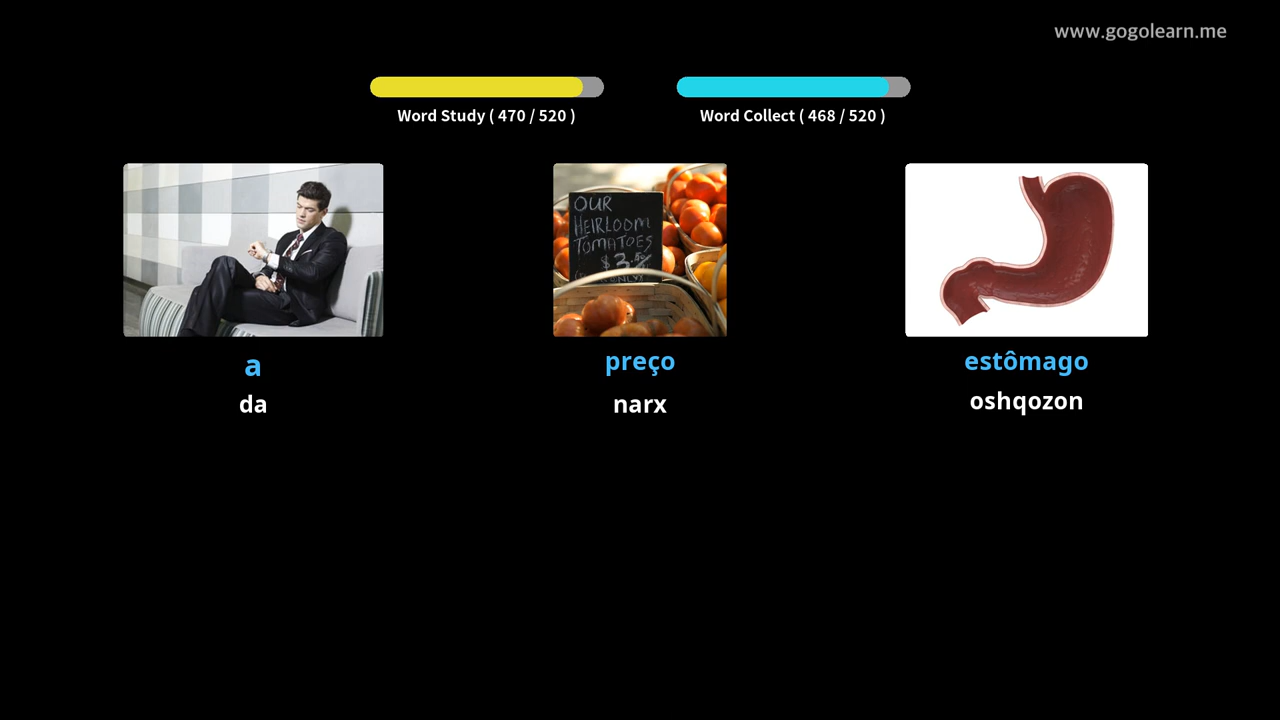 www.gogolearn.me
Word Study ( 470 / 520 )
Word Collect ( 468 / 520 )
OUR
HEIRLOOM
TOMATOES
a
da
preço
narx
estômago
oshqozon